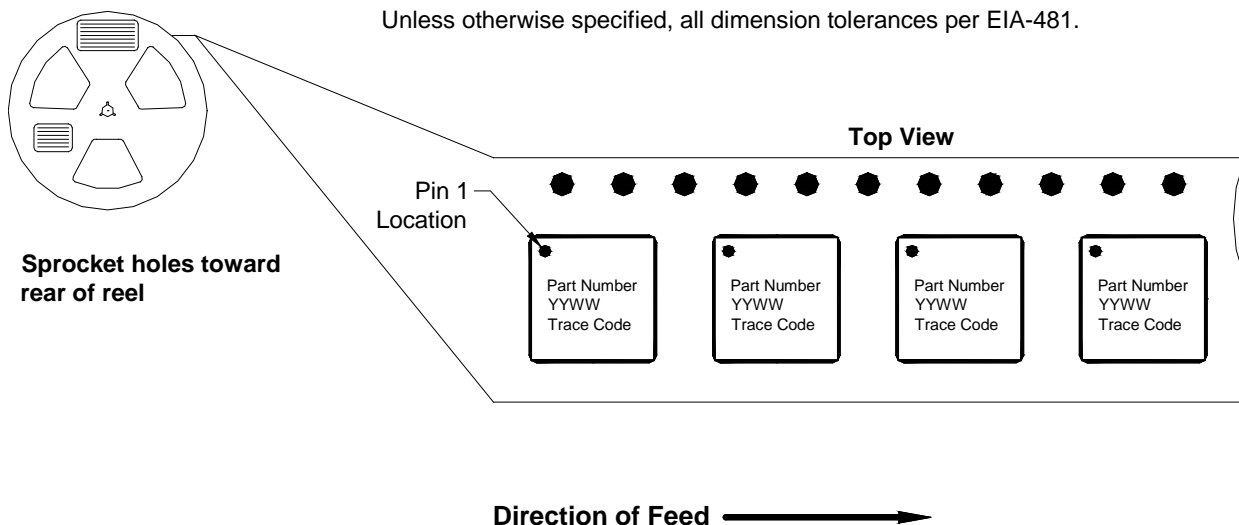 Unless otherwise specified, all dimension tolerances per EIA-481.
Top View
Pin 1
Location
Sprocket holes toward
rear of reel
Part Number
YYWW
Trace Code
Part Number
YYWW
Trace Code
Part Number
YYWW
Trace Code
Part Number
YYWW
Trace Code
Direction of Feed